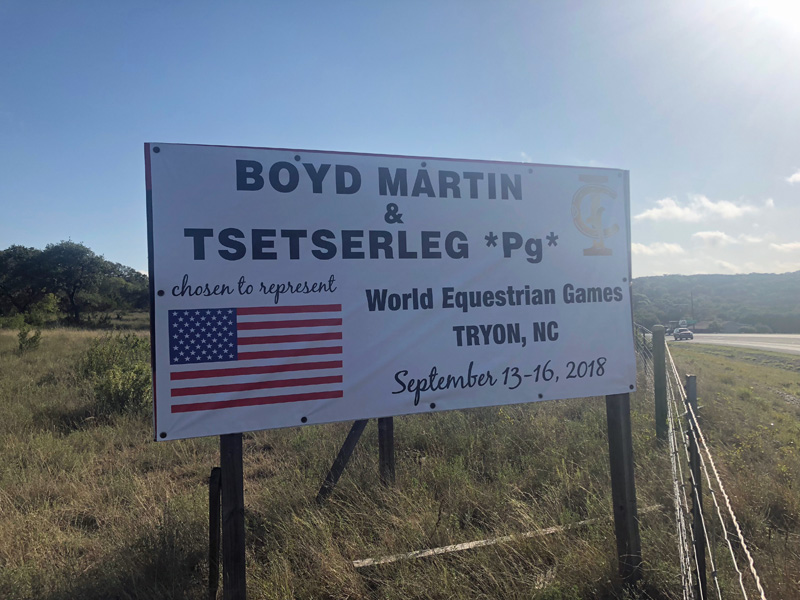 BOYD MARTIN
&
TSETSERLEG *Pg*
chosen to represent
World Equestrian Games
TRYON, NC
September 13-16, 2018